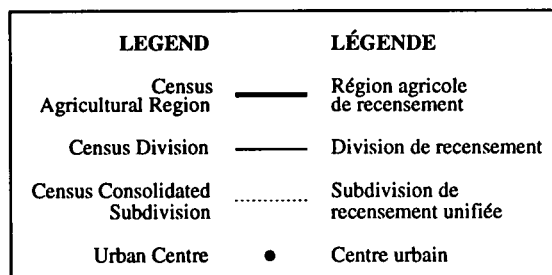 LEGEND LÉGENDE
Census Agricultural Region Région agricole de recensement
Census Division Division de recensement
Census Consolidated Subdivision Subdivision de recensement unifiée
Urban Centre Centre urbain